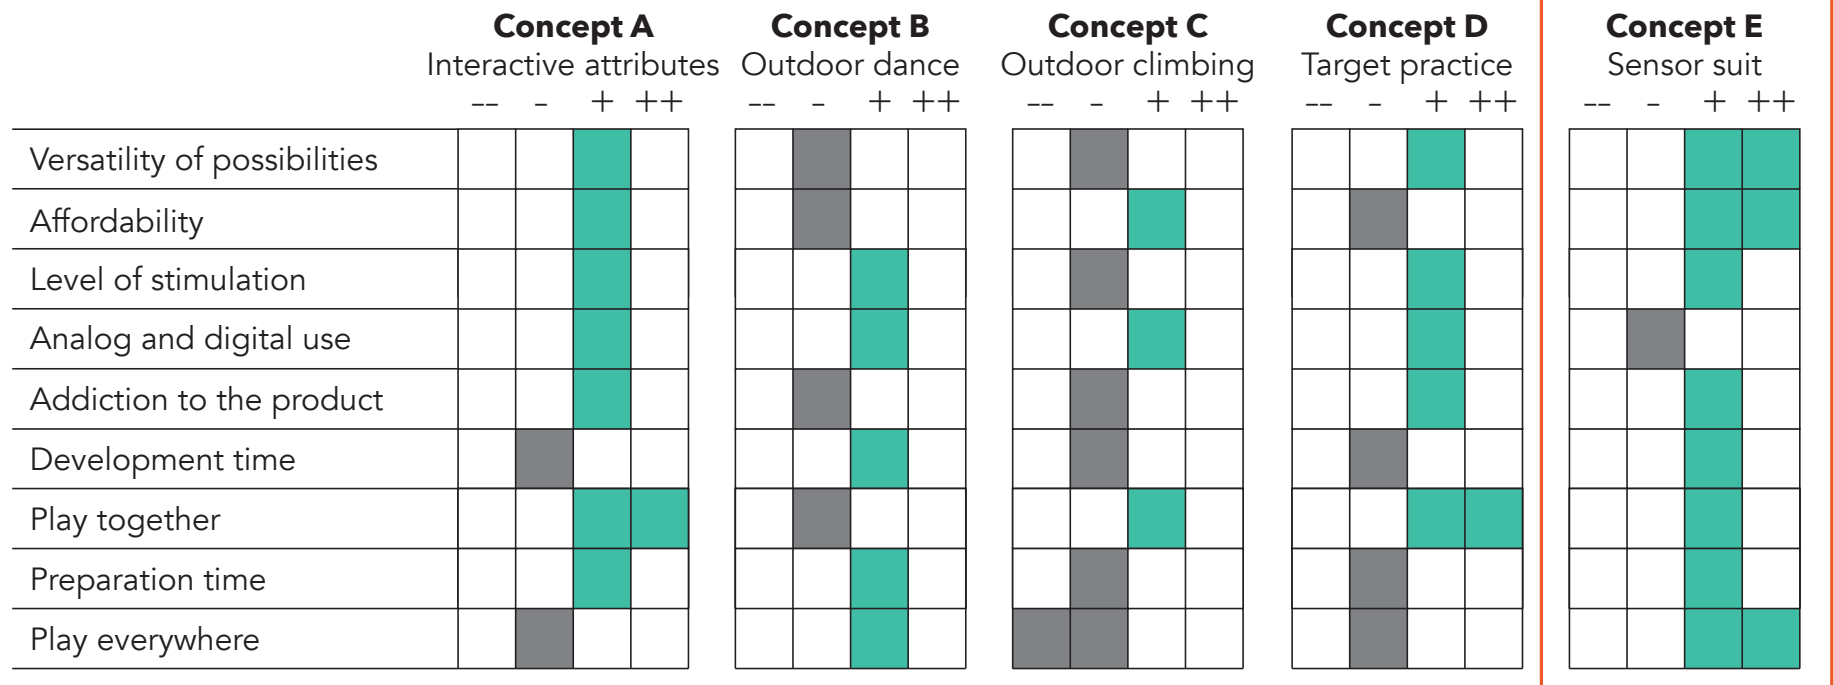 Concept A Concept B Concept C Concept D Concept E
Interactive attributes Outdoor dance Outdoor climbing Target practice Sensor suit
-- - + ++ -- - + ++ -- - + ++ -- - + ++ -- - + ++
Versatility of possibilities
Affordability
Level of stimulation
Analog and digital use
Addiction to the product
Development time
Play together
Preparation time
Play everywhere